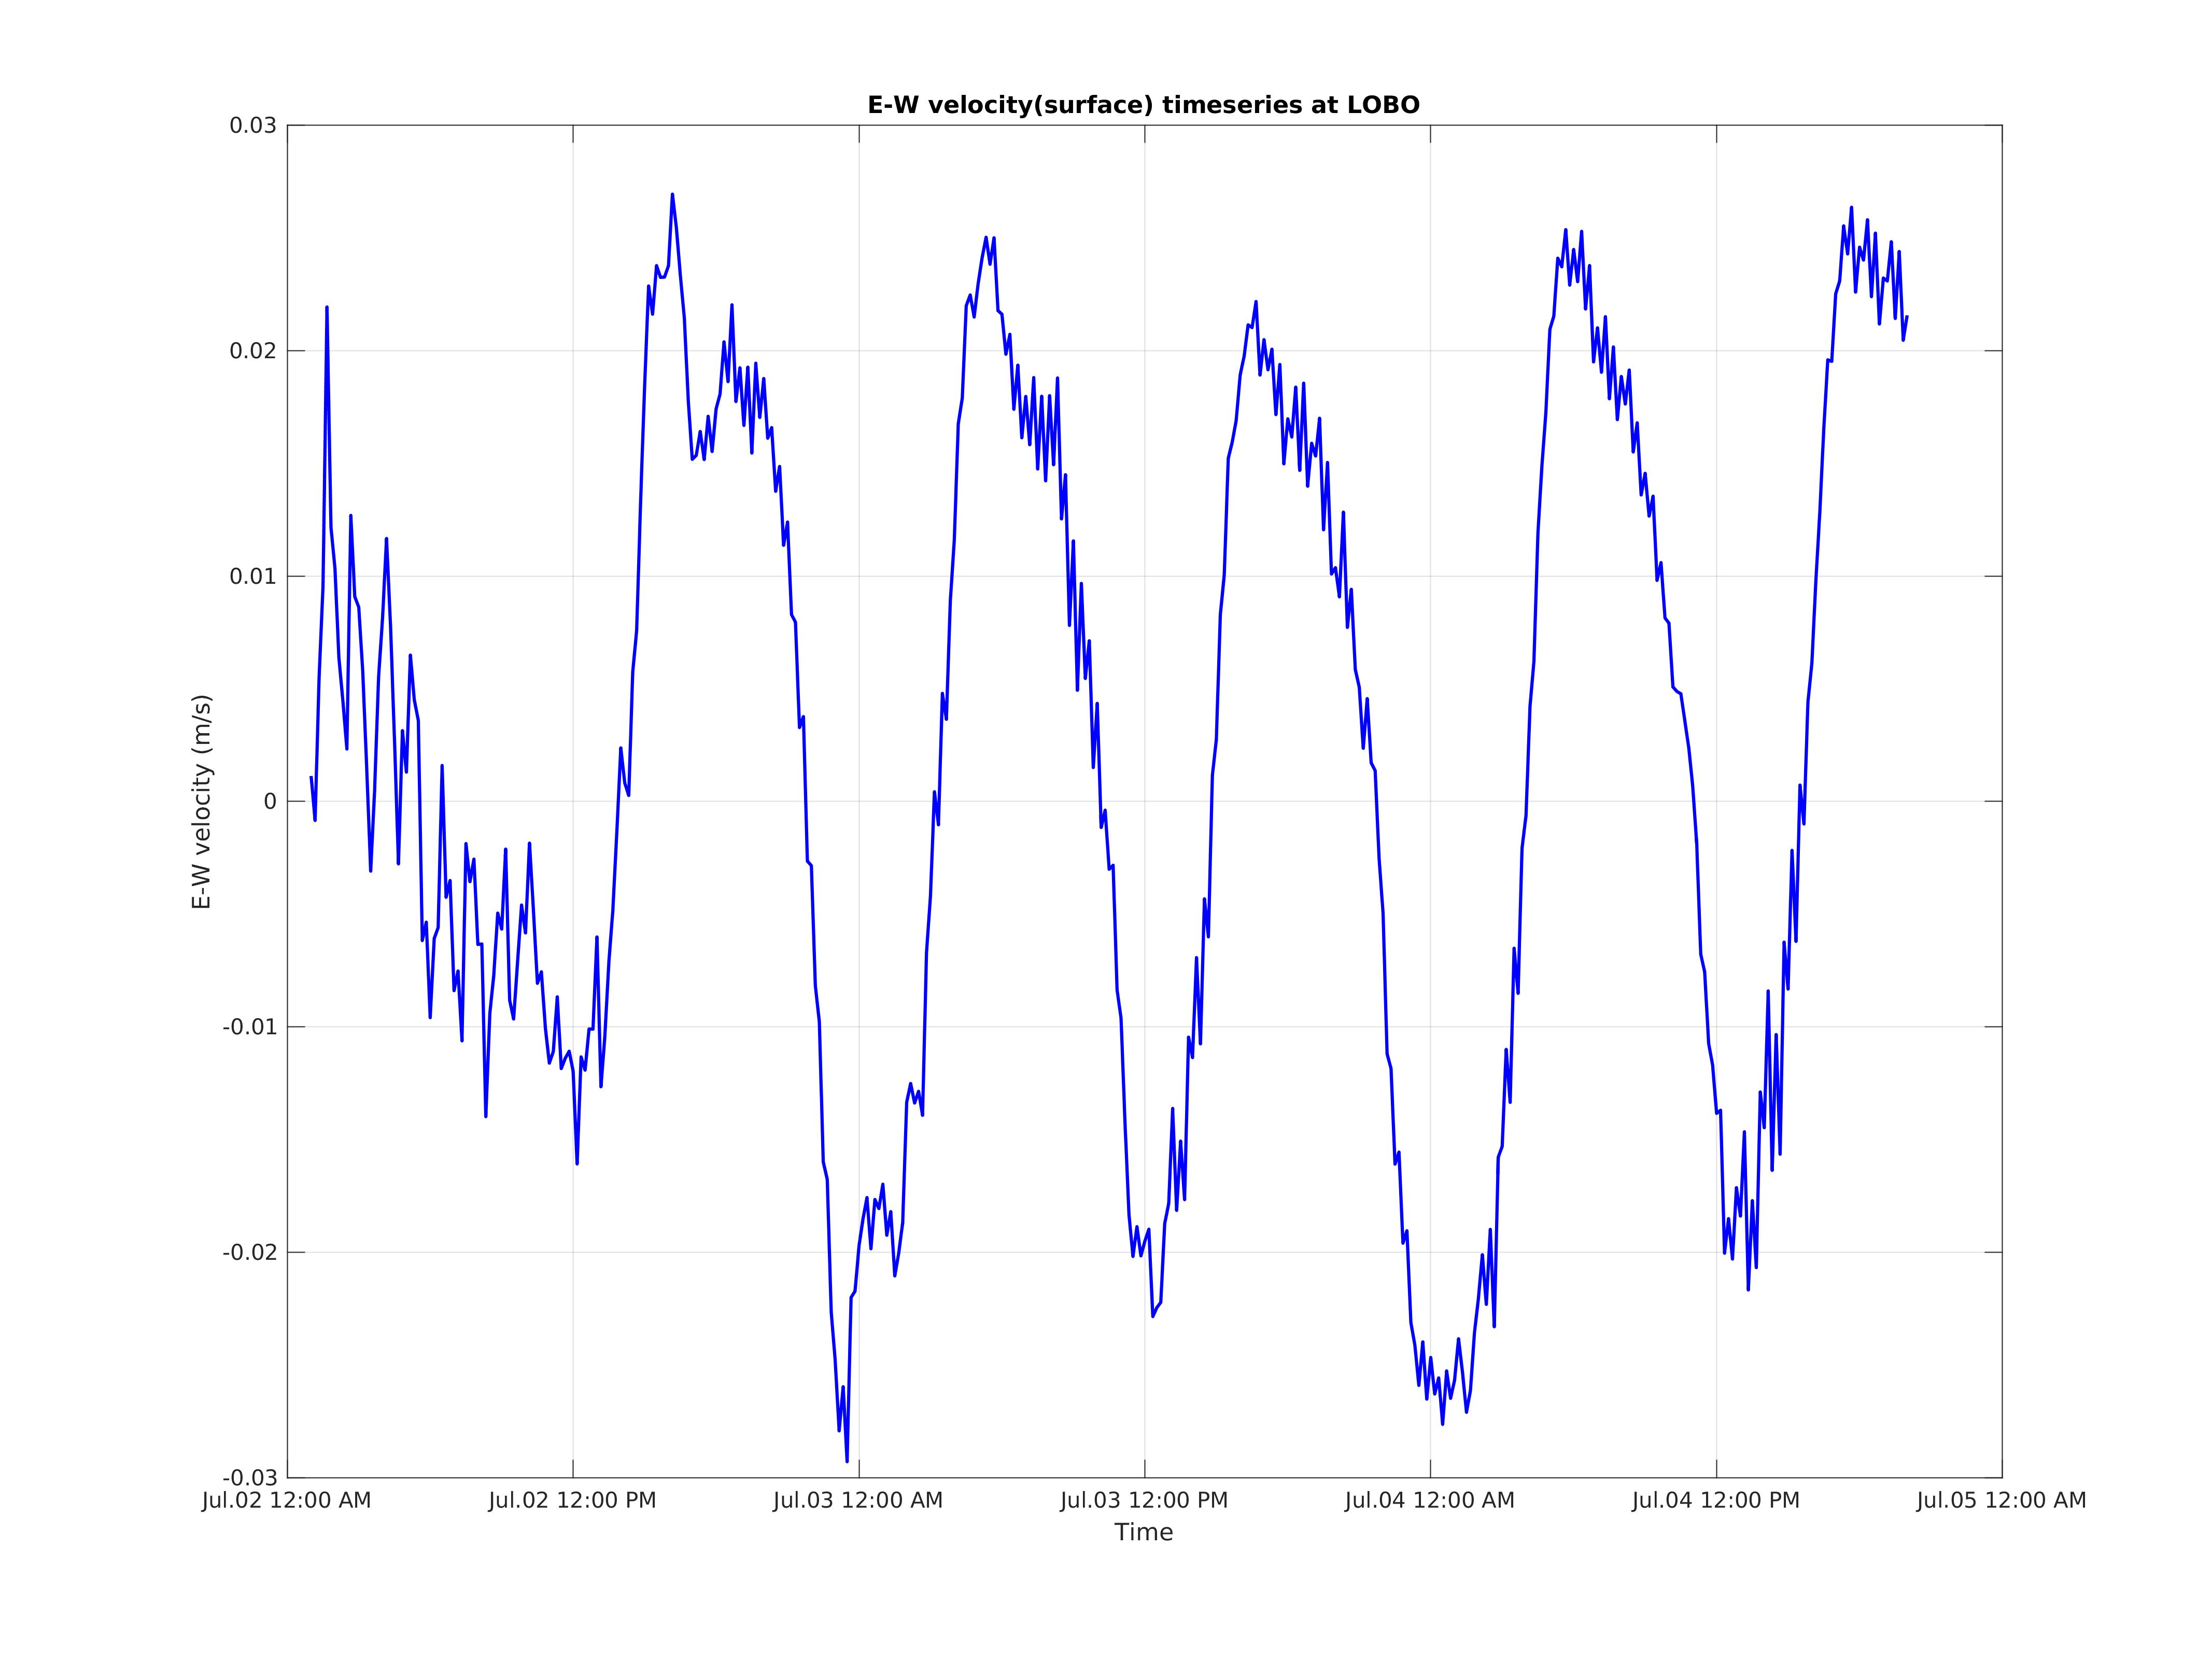 E-W velocity(surface) timeseries at LOBO
0.03
0.02
0.01
0
-0.01
-0.02
-0.03
E-W velocity (m/s)
Jul.02 12:00 AM Jul.02 12:00 PM Jul.03 12:00 AM Jul.03 12:00 PM Jul.04 12:00 AM Jul.04 12:00 PM Jul.05 12:00 AM
Time